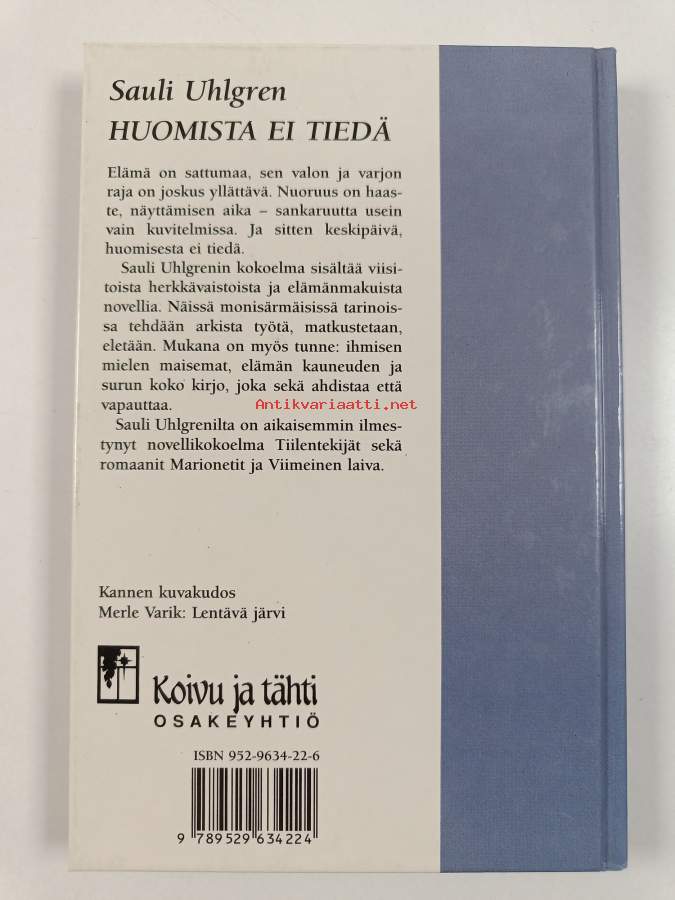 Sauli Uhlgren
HUOMISTA EI TIEDÄ
Elämä on sattumaa, sen valon ja varjon
raja on joskus yllättävä. Nuoruus on haas-
te, näyttämisen aika – sankaruutta usein
vain kuvitelmissa. Ja sitten keskipäivä,
huomisesta ei tiedä.
Sauli Uhlgrenin kokoelma sisältää viisi-
toista herkkävaistoista ja elämänmakuista
novellia. Näissä monisärmäisissä tarinois-
sa tehdään arkista työtä, matkustetaan,
eletään. Mukana on myös tunne: ihmisen
mielen maisemat, elämän kauneuden ja
surun koko kirjo, joka sekä ahdistaa että
vapauttaa.
Antikvariaatti.net
Sauli Uhlgrenilta on aikaisemmin ilmes-
tynyt novellikokoelma Tiilentekijät sekä
romaanit Marionetit ja Viimeinen laiva.
Kannen kuvakudos
Merle Varik: Lentävä järvi
Koivu ja tähti
OSAKEYHTIÖ
ISBN 952-9634-22-6
9 789529 634224